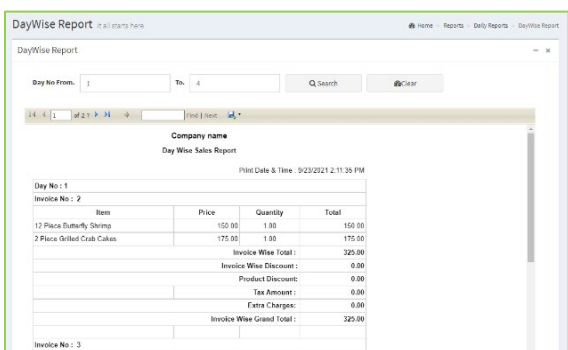 DayWise Report It all starts here
Home > Reports > Daily Reports > DayWise Report
DayWise Report
Day No From. 1 To. 4 Search Clear
1 of 2 ? Find | Next
Company name
Day Wise Sales Report
Print Date & Time : 9/23/2021 2:11:35 PM
Day No : 1
Invoice No : 2
Item Price Quantity Total
12 Piece Butterfly Shrimp 150.00 1.00 150.00
2 Piece Grilled Crab Cakes 175.00 1.00 175.00
Invoice Wise Total : 325.00
Invoice Wise Discount : 0.00
Product Discount: 0.00
Tax Amount : 0.00
Extra Charges: 0.00
Invoice Wise Grand Total : 325.00
Invoice No : 3